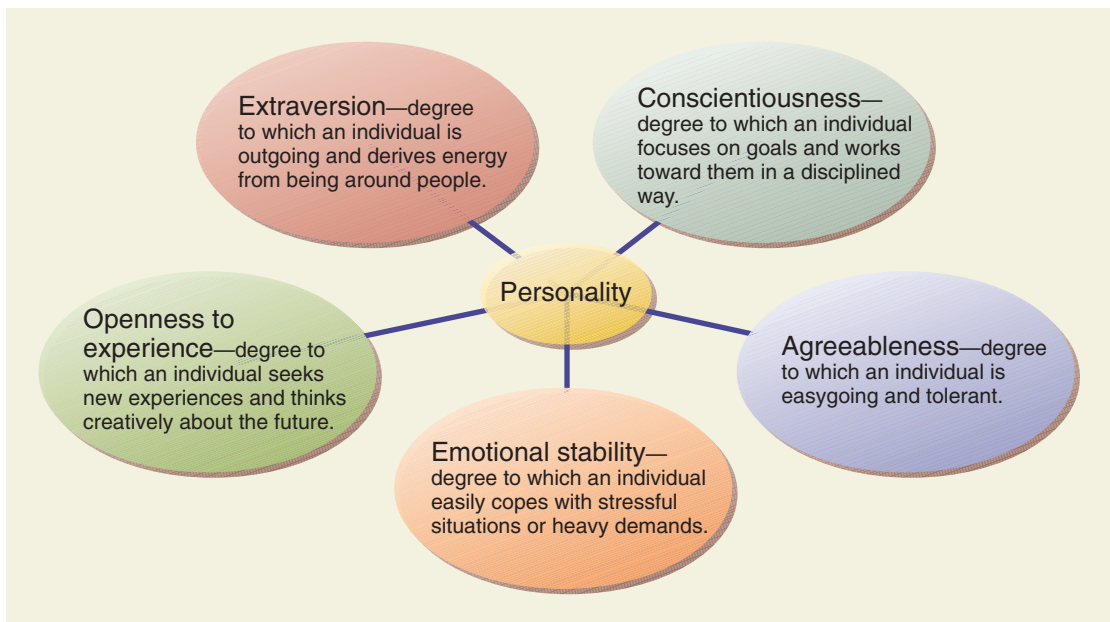 Extraversion—degree
to which an individual is
outgoing and derives energy
from being around people.
Conscientiousness—
degree to which an individual
focuses on goals and works
toward them in a disciplined
way.
Personality
Openness to
experience—degree to
which an individual seeks
new experiences and thinks
creatively about the future.
Agreeableness—degree
to which an individual is
easygoing and tolerant.
Emotional stability—
degree to which an individual
easily copes with stressful
situations or heavy demands.